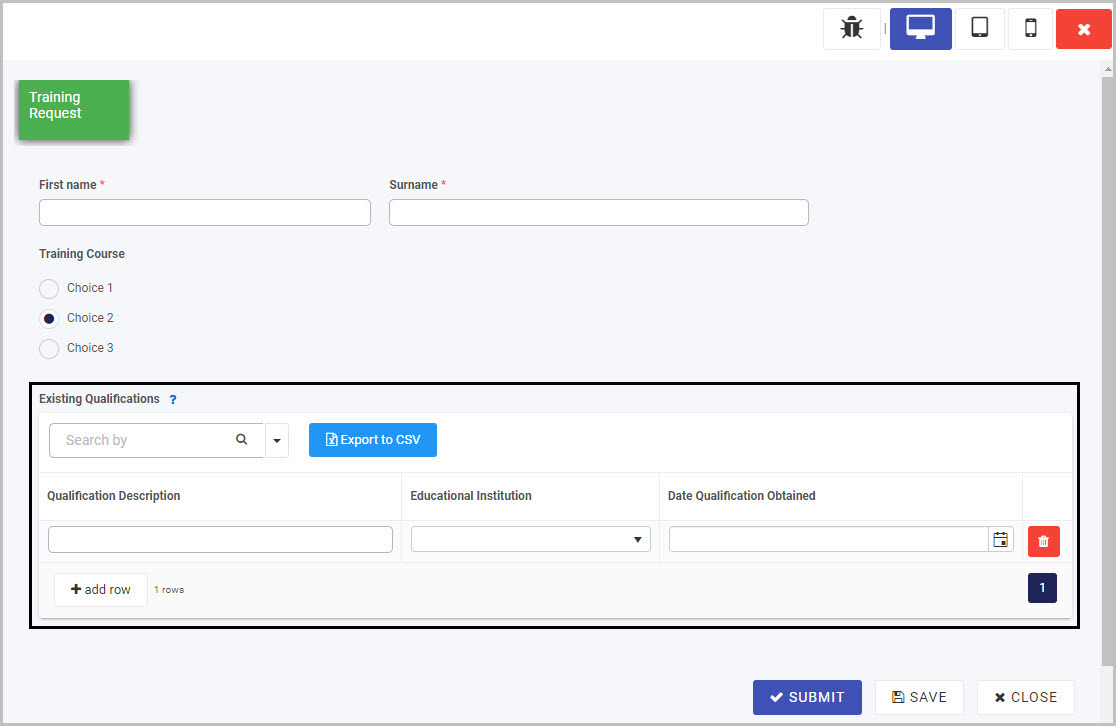 Training
Request
First name *
Surname *
Training Course
Choice 1
Choice 2
Choice 3
Existing Qualifications ?
Search by
Export to CSV
Qualification Description
Educational Institution
Date Qualification Obtained
add row
1 rows
1
SUBMIT
SAVE
CLOSE